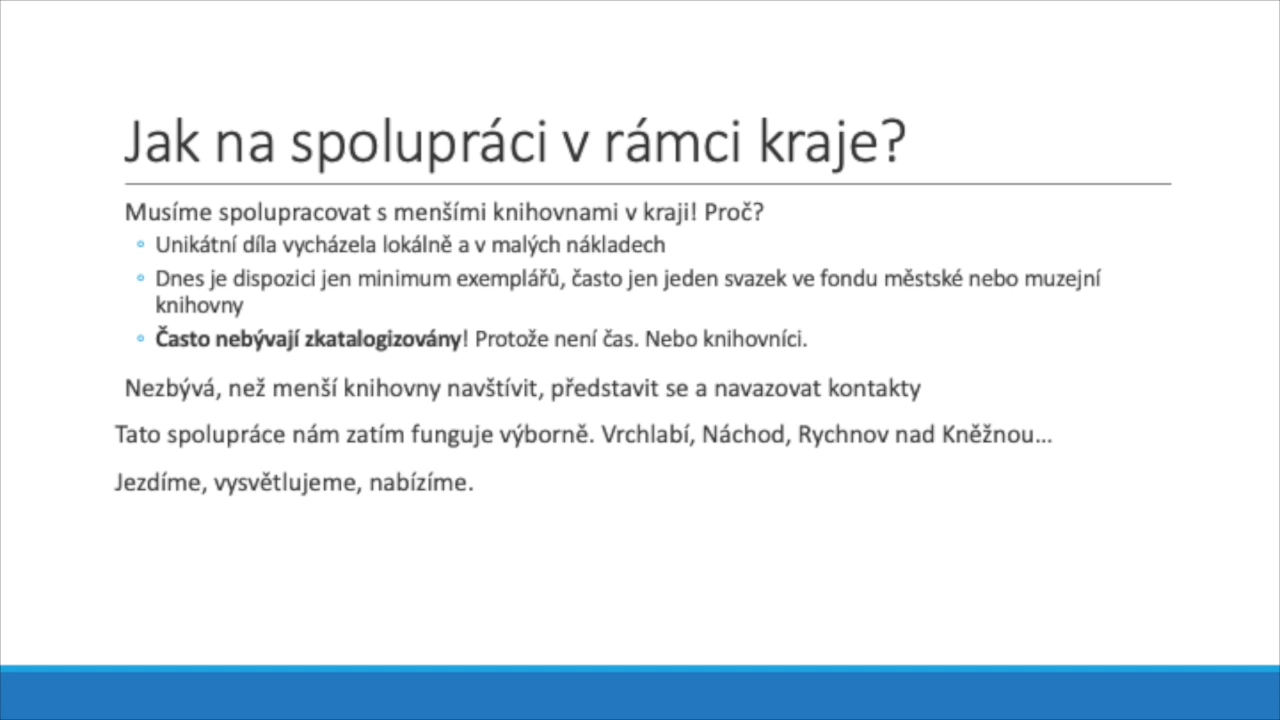 Jak na spolupráci v rámci kraje?
Musíme spolupracovat s menšími knihovnami v kraji! Proč?
Unikátní díla vycházela lokálně a v malých nákladech
Dnes je dispozici jen minimum exemplářů, často jen jeden svazek ve fondu městské nebo muzejní
knihovny
Často nebývají zkatalogizovány! Protože není čas. Nebo knihovníci.
Nezbývá, než menší knihovny navštívit, představit se a navazovat kontakty
Tato spolupráce nám zatím funguje výborně. Vrchlabí, Náchod, Rychnov nad Kněžnou…
Jezdíme, vysvětlujeme, nabízíme.